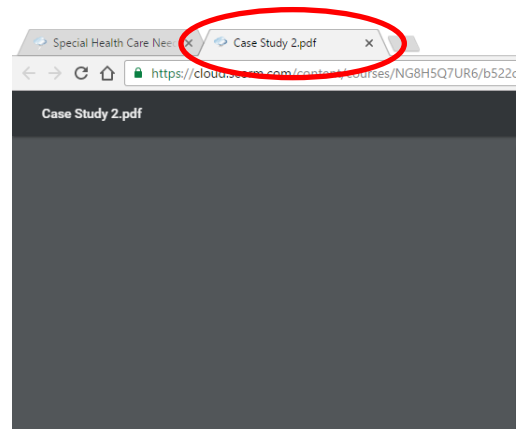 Special Health Care Nee
Case Study 2.pdf
https://cloud.scorm.com/content/courses/NG8H5Q7UR6/b522c
Case Study 2.pdf